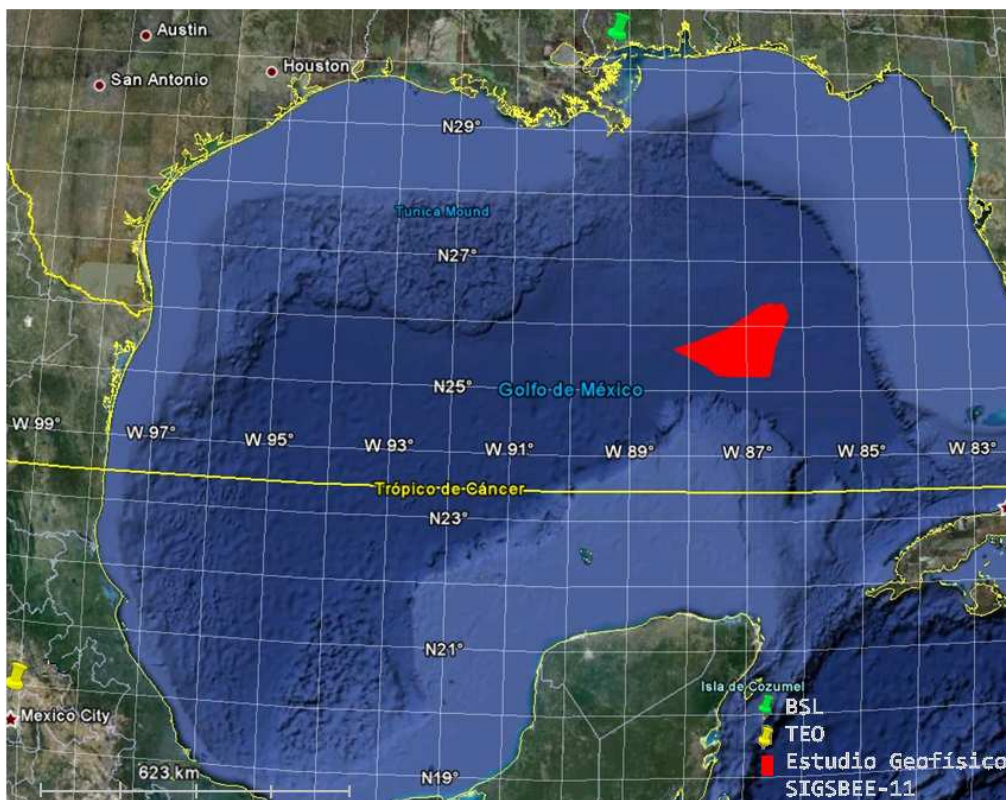 Austin
San Antonio
Houston
N29°
Tunica Mound
N27°
N25°
Golfo de México
W 99°
W 97°
W 95°
W 93°
W 91°
W 89°
W 87°
W 85°
W 83°
Trópico de Cáncer
N23°
N21°
Isla de Cozumel
Mexico City
623 km
N19°
BSL
TEO
Estudio Geofísico
SIGSBEE-11